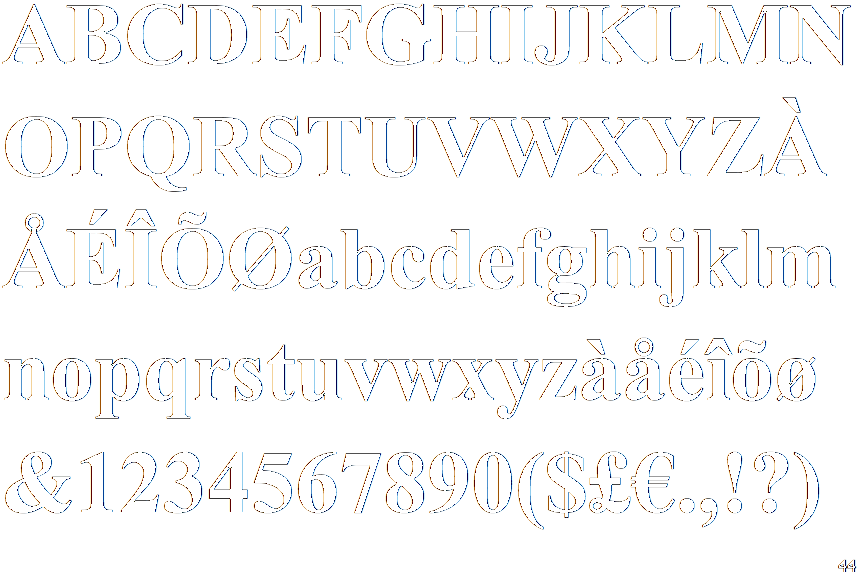 ABCDEFGHIJKLMN
OPQRSTUVWXYZÀ
ÅÉÎÕØabcdefghijklm
nopqrstuvwxyzàåéîõø
&1234567890($£€.,!?)
44